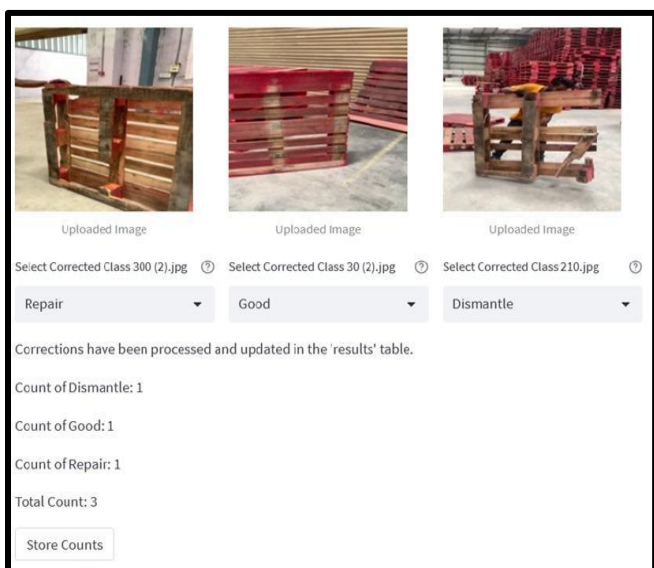 Uploaded Image Uploaded Image Uploaded Image
Select Corrected Class 300 (2).jpg Select Corrected Class 30 (2).jpg Select Corrected Class 210.jpg
Repair Good Dismantle
Corrections have been processed and updated in the 'results' table.
Count of Dismantle: 1
Count of Good: 1
Count of Repair: 1
Total Count: 3
Store Counts